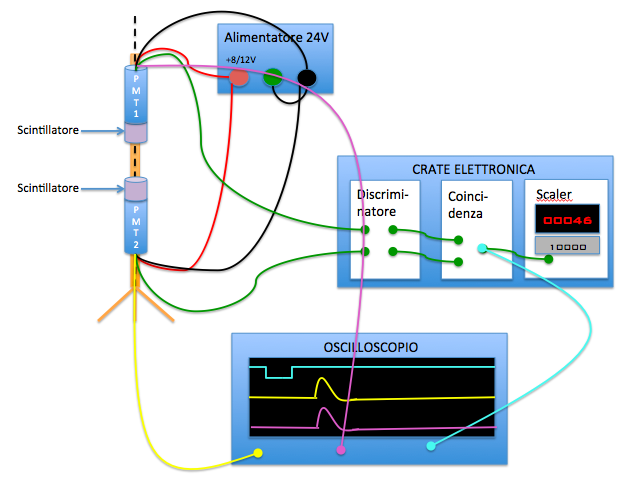 Alimentatore 24V
+8/12V
P
M
T
1
Scintillatore
Scintillatore
P
M
T
2
CRATE ELETTRONICA
Discrimi-
natore
Coinci-
denza
Scaler
00046
10000
OSCILLOSCOPIO